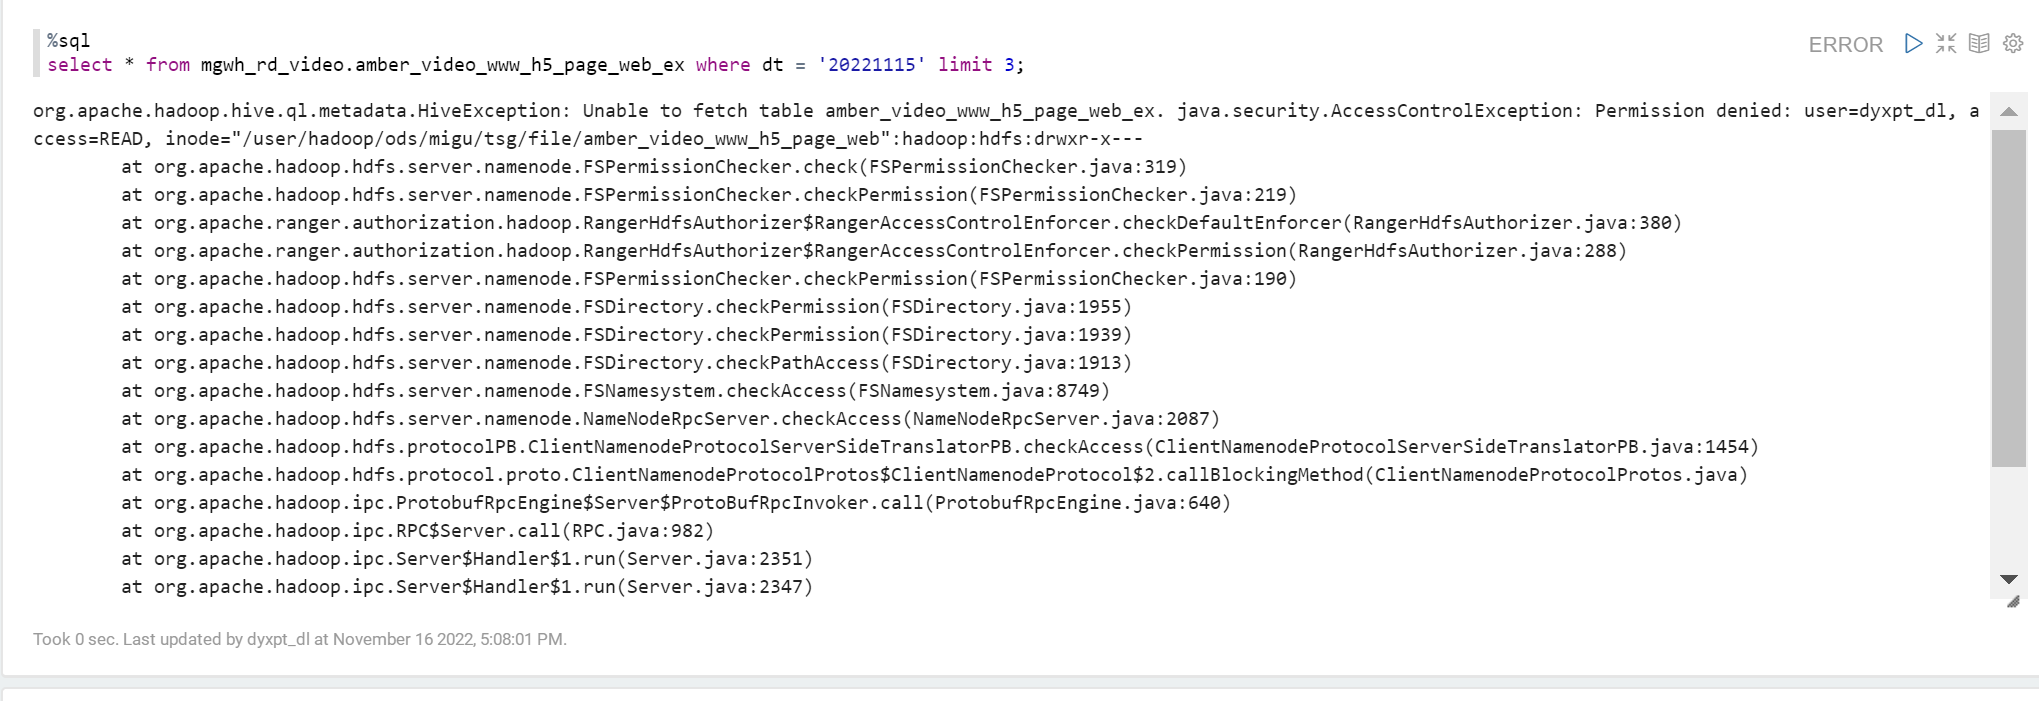 %sql
select * from mgwh_rd_video.amber_video_www_h5_page_web_ex where dt = '20221115' limit 3;
ERROR
org.apache.hadoop.hive.ql.metadata.HiveException: Unable to fetch table amber_video_www_h5_page_web_ex. java.security.AccessControlException: Permission denied: user=dyxpt_dl, a
ccess=READ, inode="/user/hadoop/ods/migu/tsg/file/amber_video_www_h5_page_web":hadoop:hdfs:drwxr-x---
at org.apache.hadoop.hdfs.server.namenode.FSPermissionChecker.check(FSPermissionChecker.java:319)
at org.apache.hadoop.hdfs.server.namenode.FSPermissionChecker.checkPermission(FSPermissionChecker.java:219)
at org.apache.ranger.authorization.hadoop.RangerHdfsAuthorizer$RangerAccessControlEnforcer.checkDefaultEnforcer(RangerHdfsAuthorizer.java:380)
at org.apache.ranger.authorization.hadoop.RangerHdfsAuthorizer$RangerAccessControlEnforcer.checkPermission(RangerHdfsAuthorizer.java:288)
at org.apache.hadoop.hdfs.server.namenode.FSPermissionChecker.checkPermission(FSPermissionChecker.java:190)
at org.apache.hadoop.hdfs.server.namenode.FSDirectory.checkPermission(FSDirectory.java:1955)
at org.apache.hadoop.hdfs.server.namenode.FSDirectory.checkPermission(FSDirectory.java:1939)
at org.apache.hadoop.hdfs.server.namenode.FSDirectory.checkPathAccess(FSDirectory.java:1913)
at org.apache.hadoop.hdfs.server.namenode.FSNamesystem.checkAccess(FSNamesystem.java:8749)
at org.apache.hadoop.hdfs.server.namenode.NameNodeRpcServer.checkAccess(NameNodeRpcServer.java:2087)
at org.apache.hadoop.hdfs.protocolPB.ClientNamenodeProtocolServerSideTranslatorPB.checkAccess(ClientNamenodeProtocolServerSideTranslatorPB.java:1454)
at org.apache.hadoop.hdfs.protocol.proto.ClientNamenodeProtocolProtos$ClientNamenodeProtocol$2.callBlockingMethod(ClientNamenodeProtocolProtos.java)
at org.apache.hadoop.ipc.ProtobufRpcEngine$Server$ProtoBufRpcInvoker.call(ProtobufRpcEngine.java:640)
at org.apache.hadoop.ipc.RPC$Server.call(RPC.java:982)
at org.apache.hadoop.ipc.Server$Handler$1.run(Server.java:2351)
at org.apache.hadoop.ipc.Server$Handler$1.run(Server.java:2347)
Took 0 sec. Last updated by dyxpt_dl at November 16 2022, 5:08:01 PM.